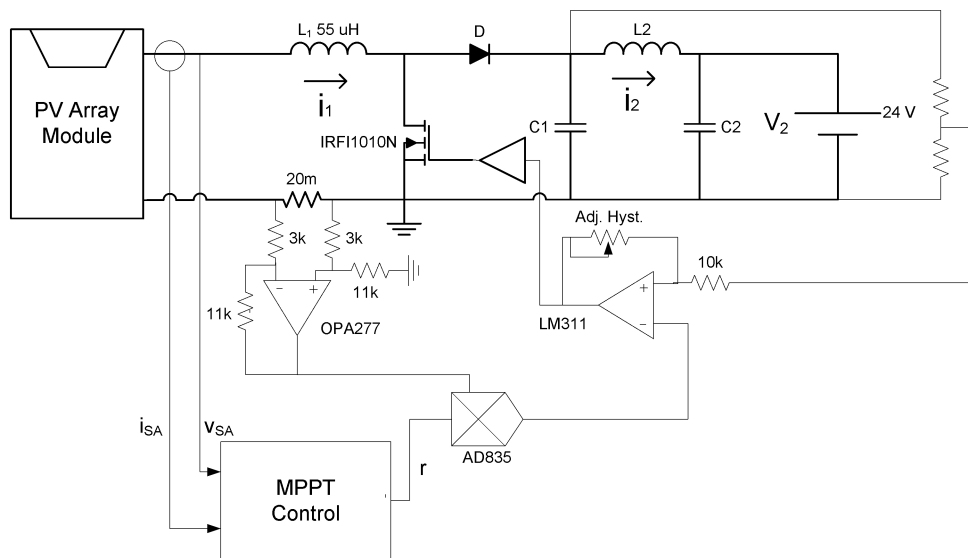 L₁ 55 uH
D
L2
PV Array
Module
i₁
i₂
IRFI1010N
C1
C2
V₂
24 V
20m
3k
3k
11k
11k
OPA277
Adj. Hyst.
10k
LM311
iSA
vSA
r
AD835
MPPT
Control